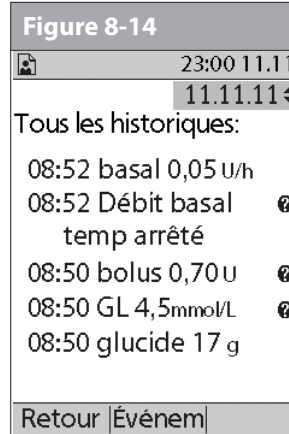 Figure 8-14
23:00 11.11
11.11.11
Tous les historiques:
08:52 basal 0,05 U/h
08:52 Débit basal
temp arrêté
08:50 bolus 0,70 U
08:50 GL 4,5mmol/L
08:50 glucide 17 g
Retour Événem